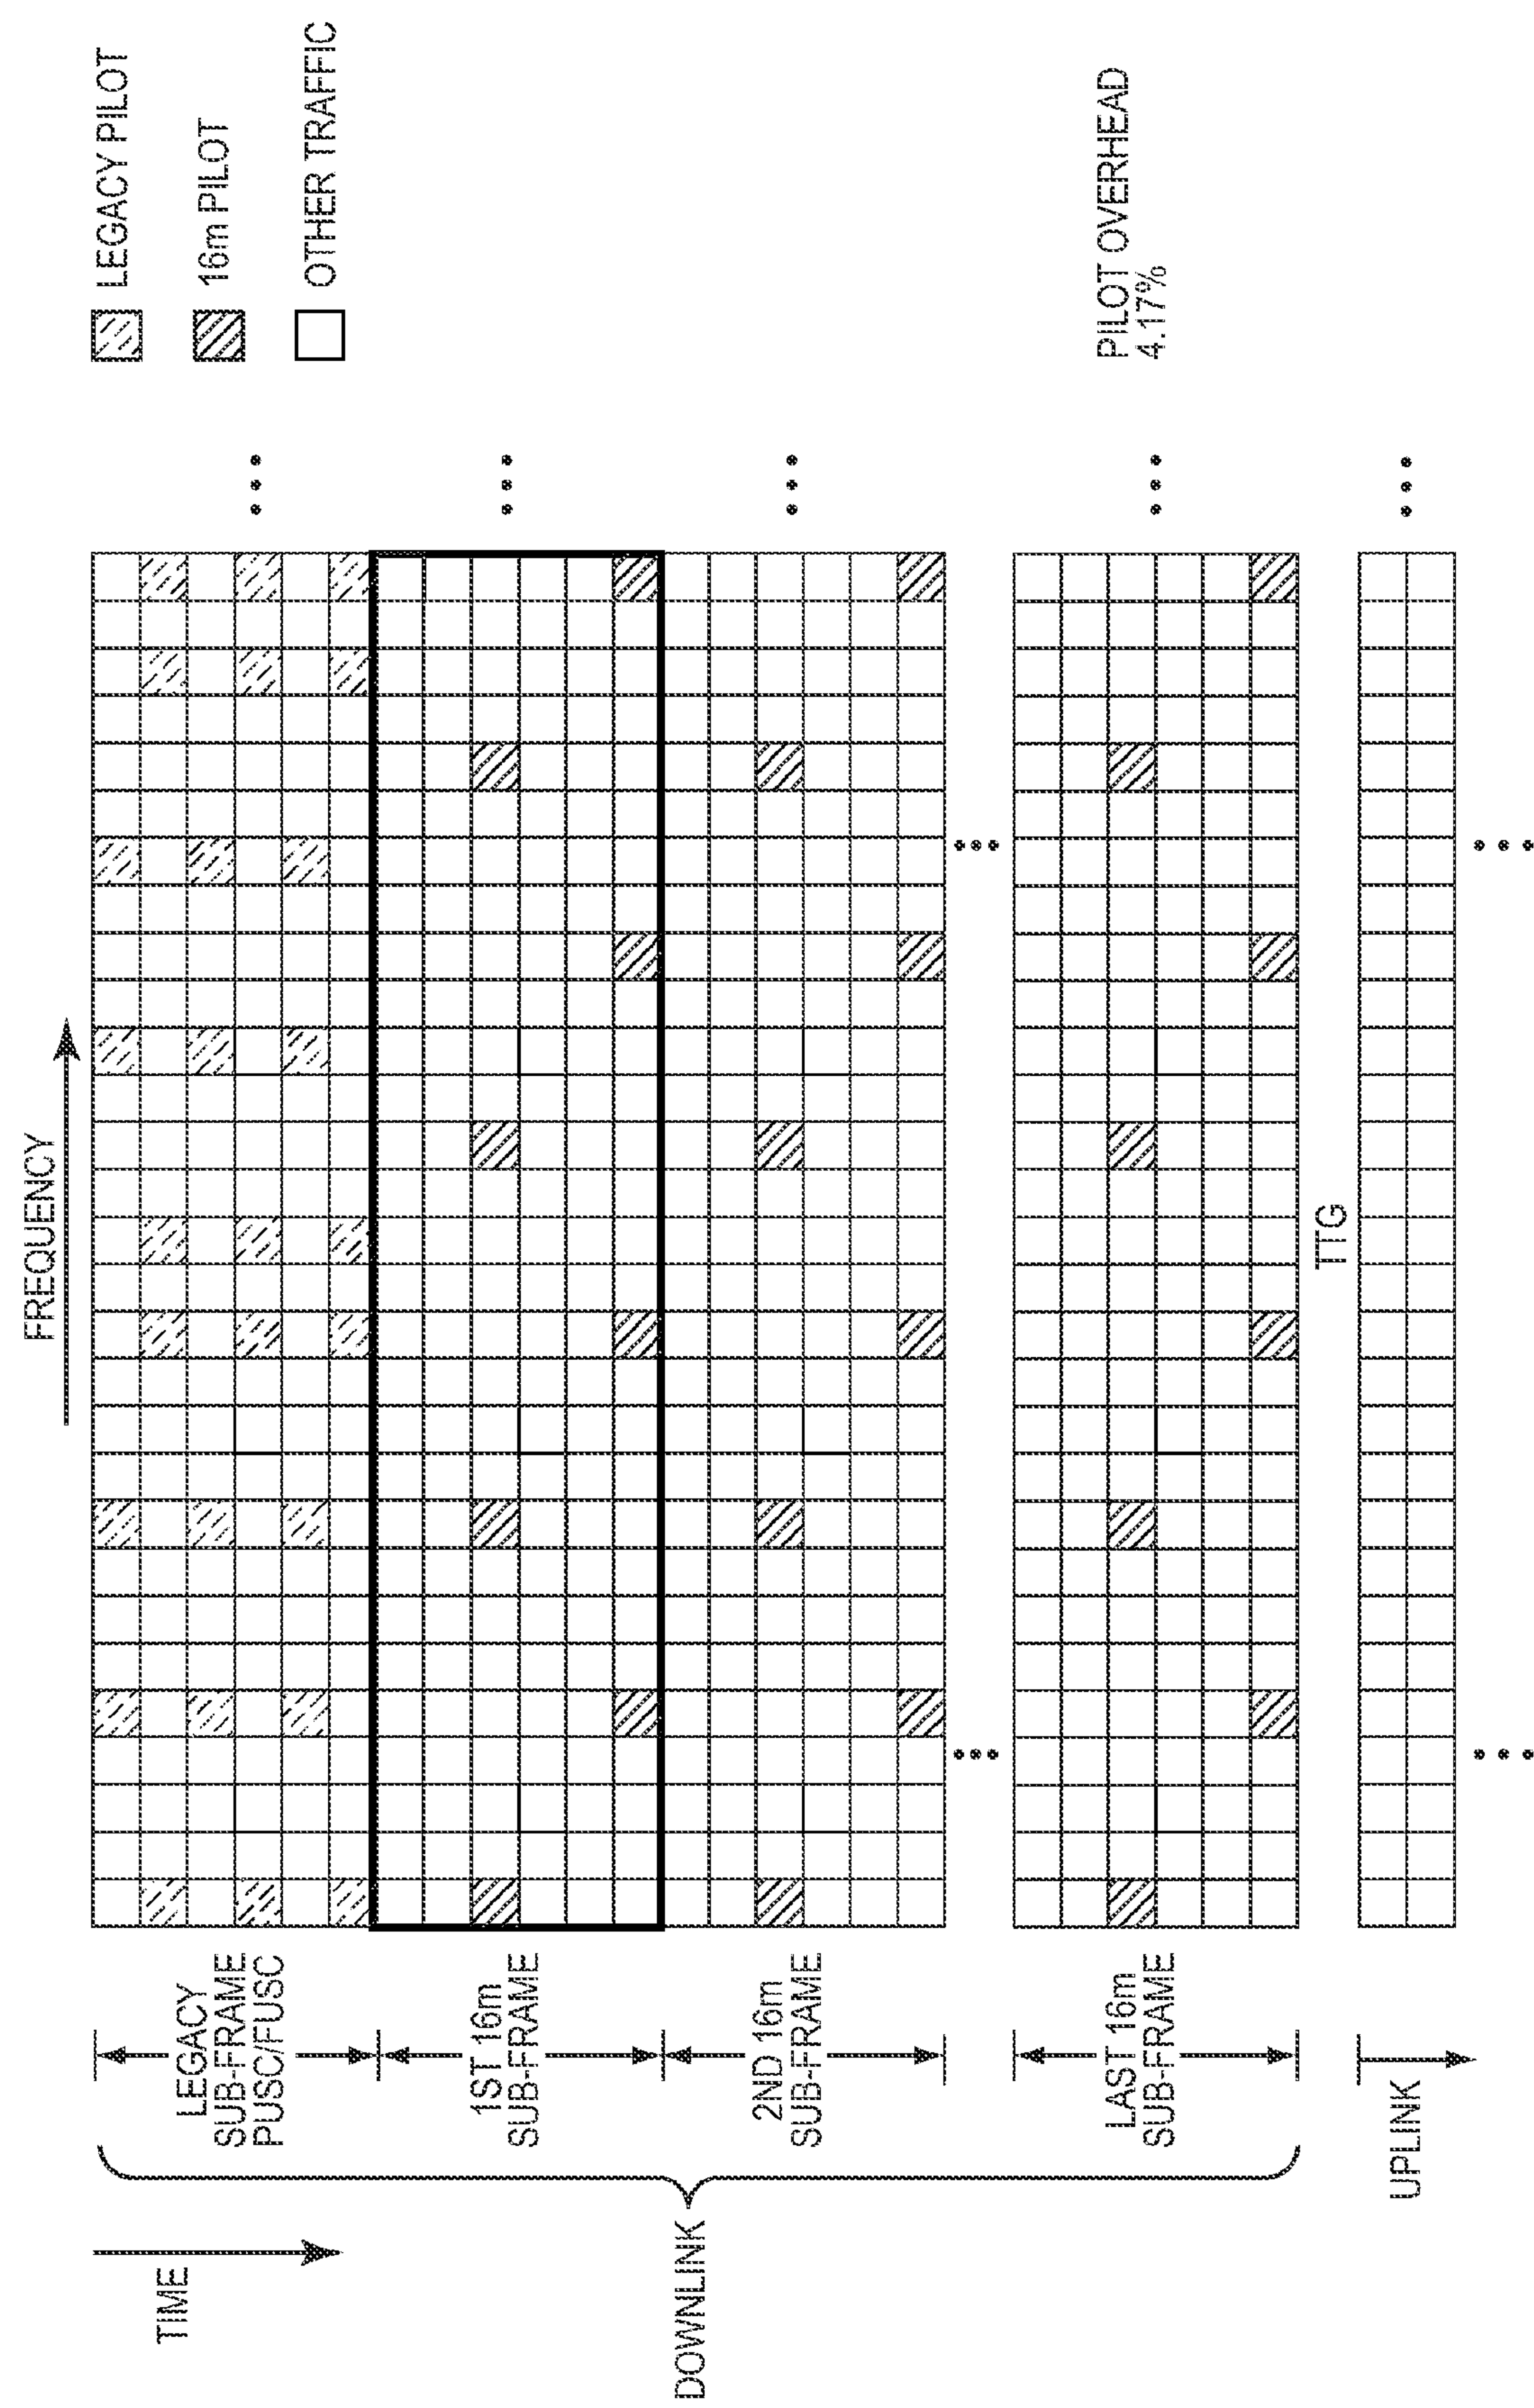 FREQUENCY
TIME
DOWNLINK
LEGACY
SUB-FRAME
PUSC/FUSC
1ST 16m
SUB-FRAME
2ND 16m
SUB-FRAME
LAST 16m
SUB-FRAME
TTG
UPLINK
LEGACY PILOT
16m PILOT
OTHER TRAFFIC
PILOT OVERHEAD
4.17%